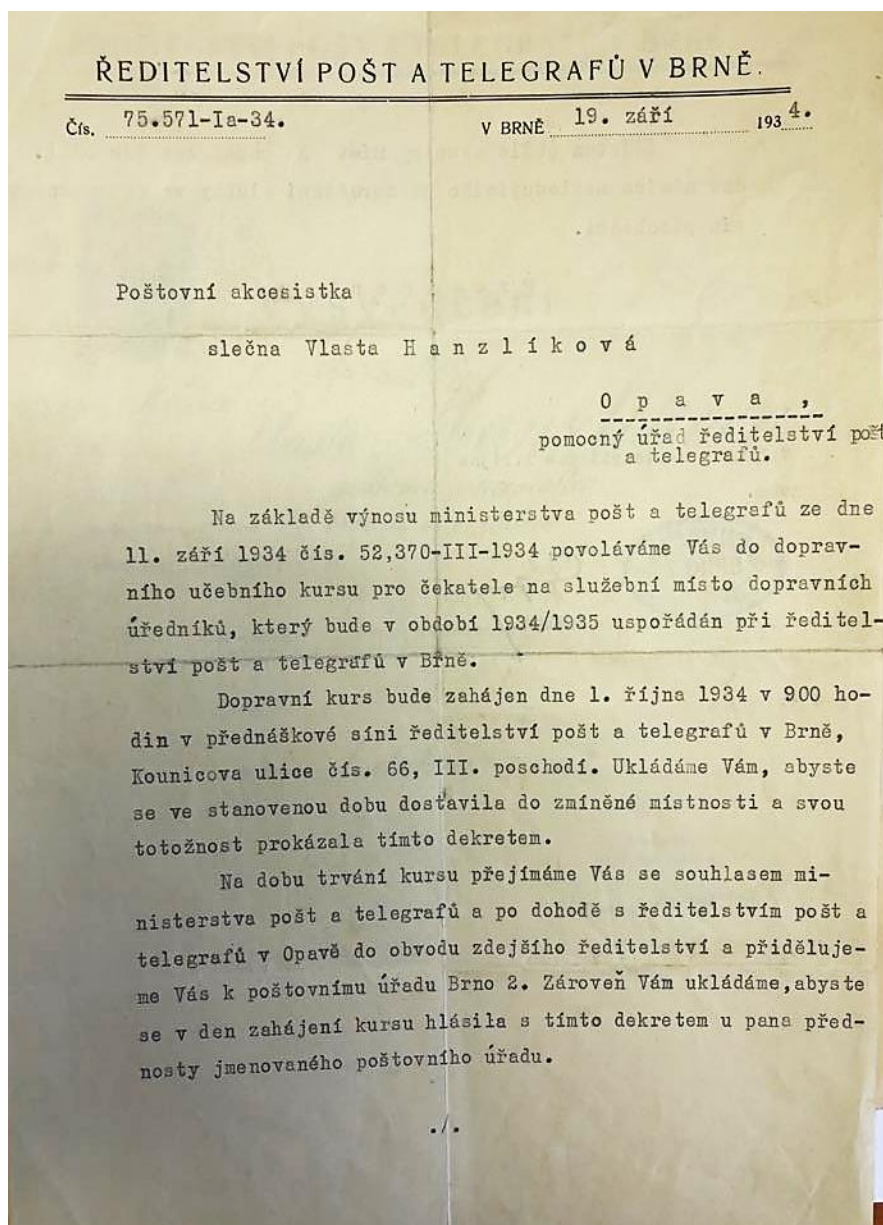 ŘEDITELSTVÍ POŠT A TELEGRAFŮ V BRNĚ.
Čís. 75.571-Ia-34. V BRNĚ 19. září 1934.
Poštovní akcesistka
slečna Vlasta H a n z l í k o v á
O p a v a ,
pomocný úřad ředitelství pošt
a telegrafů.
Na základě výnosu ministerstva pošt a telegrafů ze dne
11. září 1934 čís. 52,370-III-1934 povoláváme Vás do doprav-
ního učebního kursu pro čekatele na služební místo dopravních
úředníků, který bude v období 1934/1935 uspořádán při ředitel-
ství pošt a telegrafů v Brně.
Dopravní kurs bude zahájen dne 1. října 1934 v 900 ho-
din v přednáškové síni ředitelství pošt a telegrafů v Brně,
Kounicova ulice čís. 66, III. poschodí. Ukládáme Vám, abyste
se ve stanovenou dobu dostavila do zmíněné místnosti a svou
totožnost prokázala tímto dekretem.
Na dobu trvání kursu přejímáme Vás se souhlasem mi-
nisterstva pošt a telegrafů a po dohodě s ředitelstvím pošt a
telegrafů v Opavě do obvodu zdejšího ředitelství a přiděluje-
me Vás k poštovnímu úřadu Brno 2. Zároveň Vám ukládáme,abyste
se v den zahájení kursu hlásila s tímto dekretem u pana před-
nosty jmenovaného poštovního úřadu.
./.